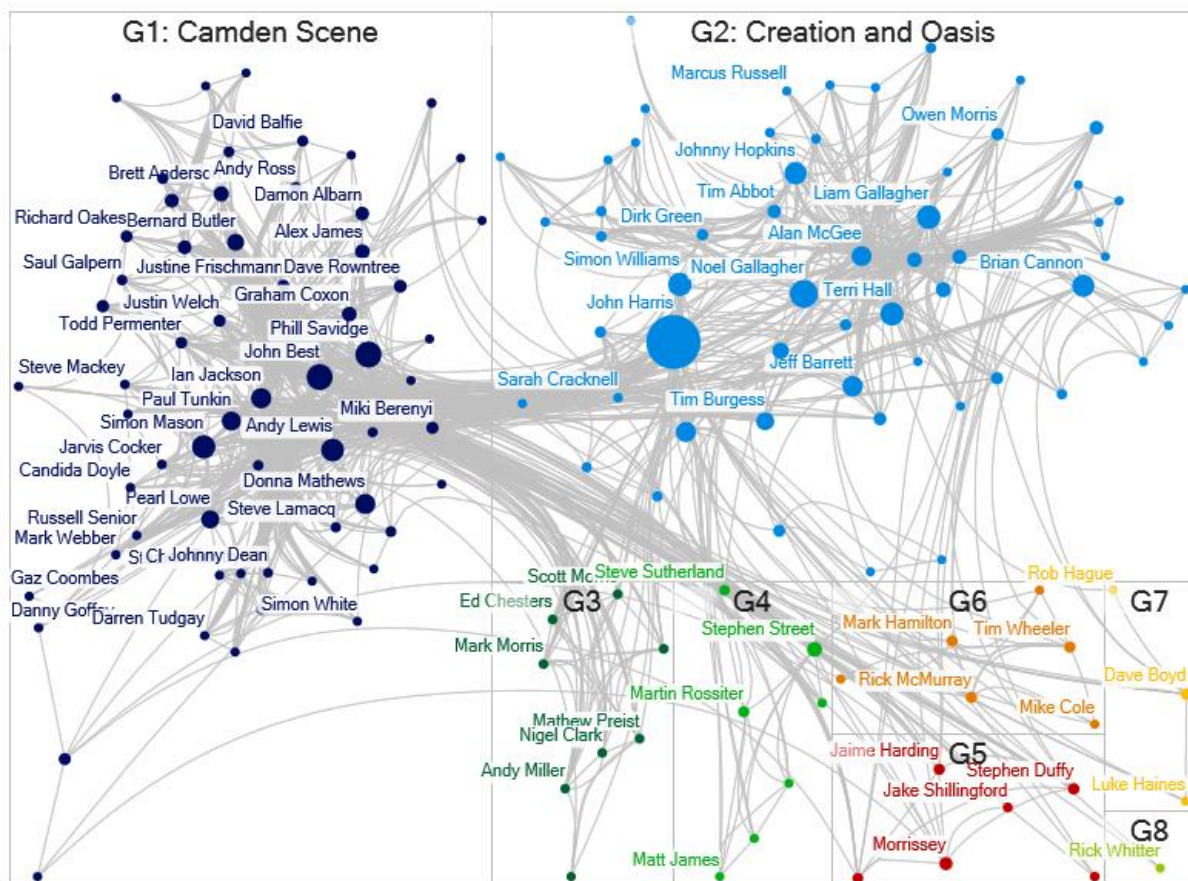 G1: Camden Scene
G2: Creation and Oasis
Marcus Russell
David Balfie
Owen Morris
Johnny Hopkins
Brett Anderso
Andy Ross
Damon Albarn
Tim Abbot
Liam Gallagher
Richard Oakes
Bernard Butler
Dirk Green
Alex James
Alan McGee
Saul Galpern
Justine Frischmann
Dave Rowntree
Simon Williams
Noel Gallagher
Brian Cannon
Graham Coxon
Terri Hall
Justin Welch
John Harris
Todd Permenter
Phill Savidge
John Best
Steve Mackey
Ian Jackson
Jeff Barrett
Sarah Cracknell
Paul Tunkin
Miki Berenyi
Tim Burgess
Simon Mason
Andy Lewis
Jarvis Cocker
Candida Doyle
Donna Mathews
Pearl Lowe
Steve Lamacq
Russell Senior
Mark Webber
Johnny Dean
Gaz Coombes
Scott
Steve Sutherland
Rob Hague
Danny
Darren Tudgay
Simon White
Ed Chesters
G3
G4
G6
G7
Mark Hamilton
Tim Wheeler
Stephen Street
Mark Morris
Rick McMurray
Dave Boyd
Martin Rossiter
Mike Cole
Mathew Preist
Nigel Clark
Jaime Harding
G5
Andy Miller
Stephen Duffy
Jake Shillingford
Luke Haines
G8
Morrissey
Rick Whitter
Matt James